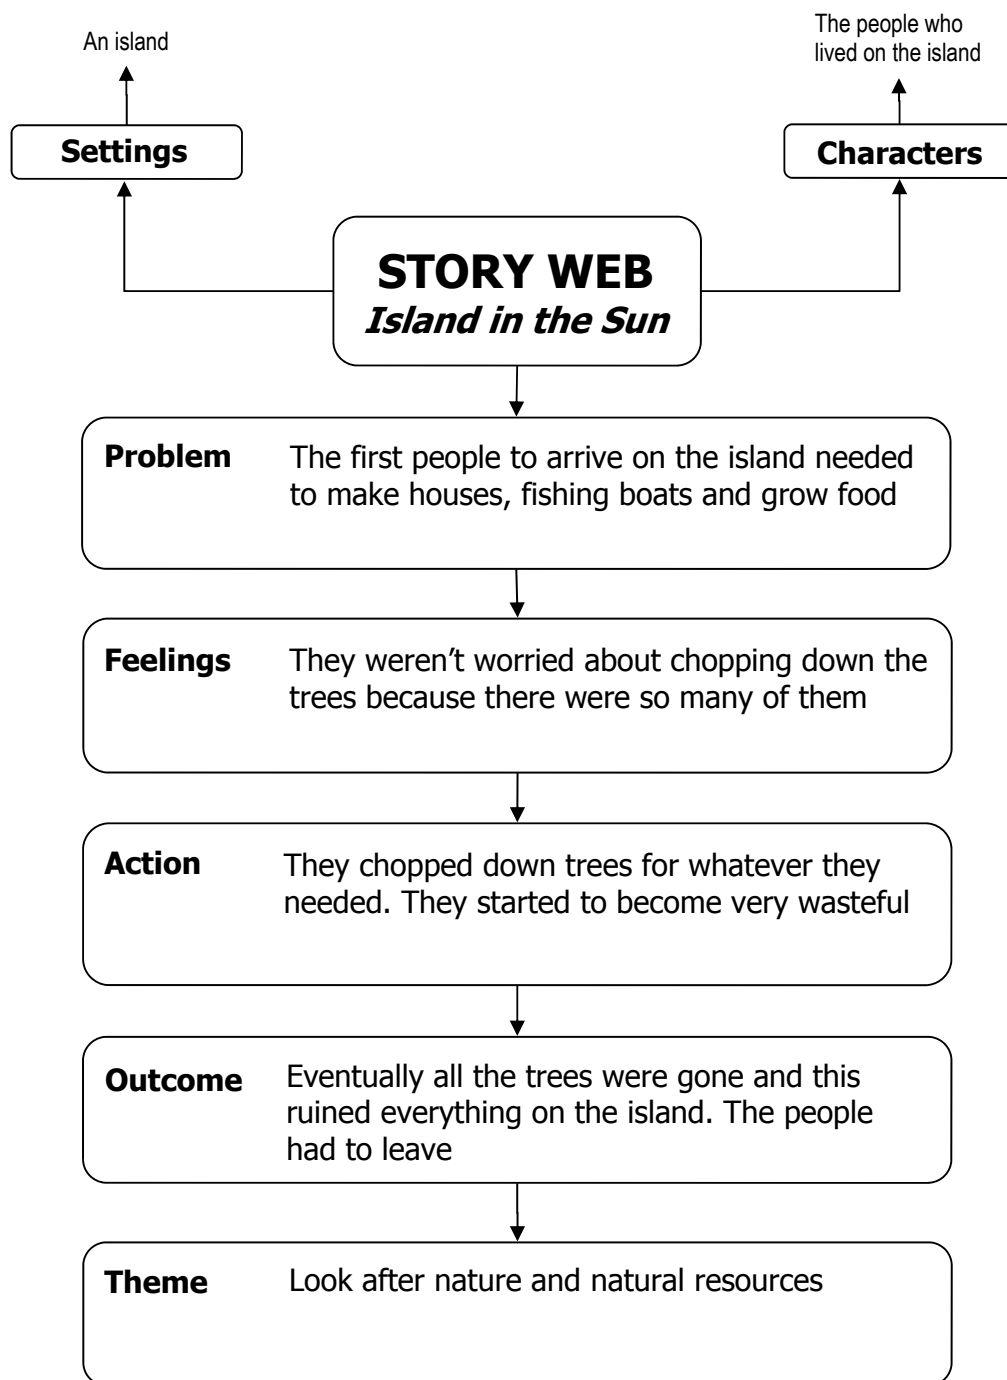 An island
The people who
lived on the island
Settings
Characters
STORY WEB
Island in the Sun
Problem
The first people to arrive on the island needed
to make houses, fishing boats and grow food
Feelings
They weren’t worried about chopping down the
trees because there were so many of them
Action
They chopped down trees for whatever they
needed. They started to become very wasteful
Outcome
Eventually all the trees were gone and this
ruined everything on the island. The people
had to leave
Theme
Look after nature and natural resources